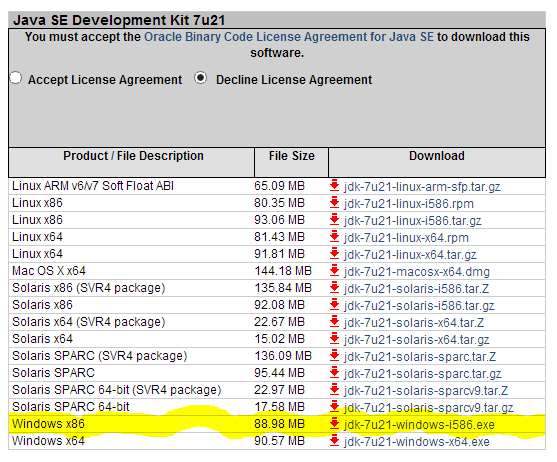 Java SE Development Kit 7u21
You must accept the Oracle Binary Code License Agreement for Java SE to download this
software.
Accept License Agreement Decline License Agreement
Product / File Description File Size Download
Linux ARM v6/v7 Soft Float ABI 65.09 MB jdk-7u21-linux-arm-sfp.tar.gz
Linux x86 80.35 MB jdk-7u21-linux-i586.rpm
Linux x86 93.06 MB jdk-7u21-linux-i586.tar.gz
Linux x64 81.43 MB jdk-7u21-linux-x64.rpm
Linux x64 91.81 MB jdk-7u21-linux-x64.tar.gz
Mac OS X x64 144.18 MB jdk-7u21-macosx-x64.dmg
Solaris x86 (SVR4 package) 135.84 MB jdk-7u21-solaris-i586.tar.Z
Solaris x86 92.08 MB jdk-7u21-solaris-i586.tar.gz
Solaris x64 (SVR4 package) 22.67 MB jdk-7u21-solaris-x64.tar.Z
Solaris x64 15.02 MB jdk-7u21-solaris-x64.tar.gz
Solaris SPARC (SVR4 package) 136.09 MB jdk-7u21-solaris-sparc.tar.Z
Solaris SPARC 95.44 MB jdk-7u21-solaris-sparc.tar.gz
Solaris SPARC 64-bit (SVR4 package) 22.97 MB jdk-7u21-solaris-sparcv9.tar.Z
Solaris SPARC 64-bit 17.58 MB jdk-7u21-solaris-sparcv9.tar.gz
Windows x86 88.98 MB jdk-7u21-windows-i586.exe
Windows x64 90.57 MB jdk-7u21-windows-x64.exe